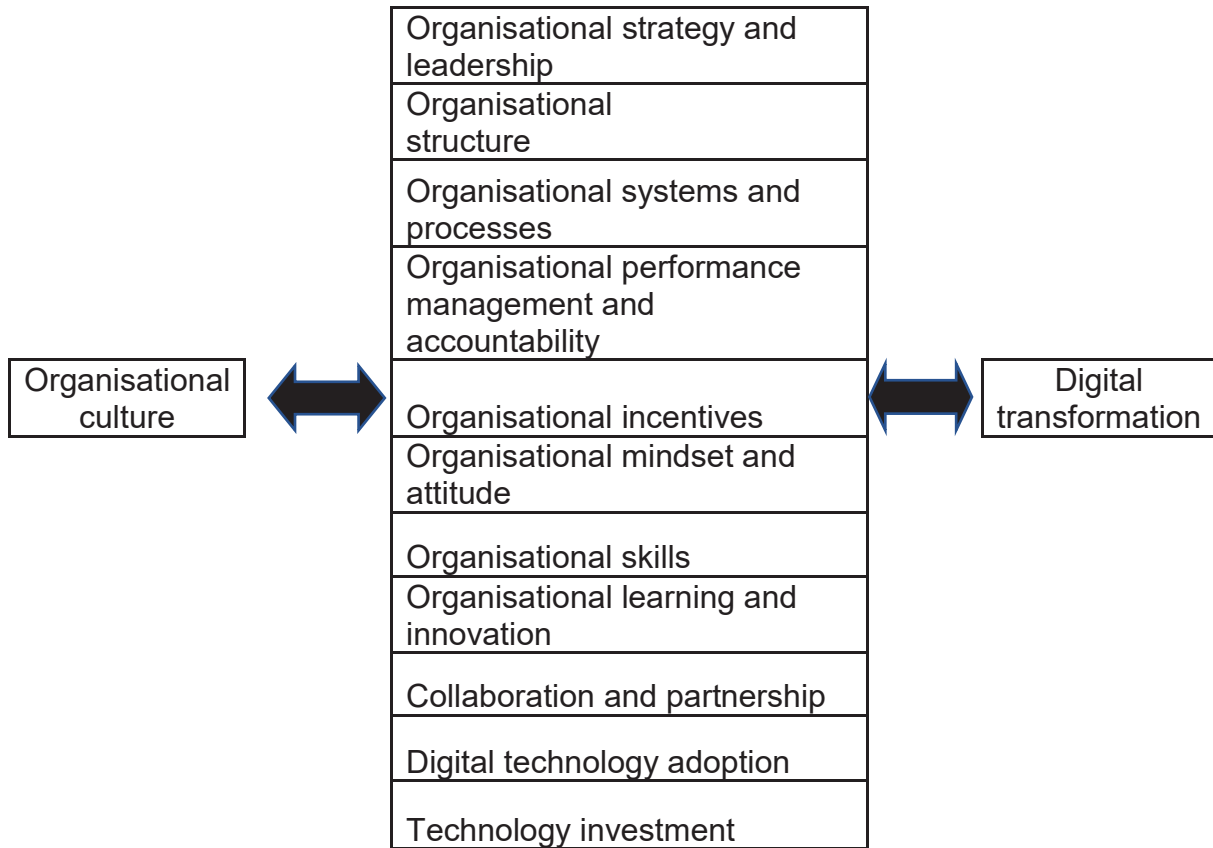 Organisational strategy and
leadership
Organisational
structure
Organisational systems and
processes
Organisational performance
management and
accountability
Organisational
culture
Organisational incentives
Digital
transformation
Organisational mindset and
attitude
Organisational skills
Organisational learning and
innovation
Collaboration and partnership
Digital technology adoption
Technology investment